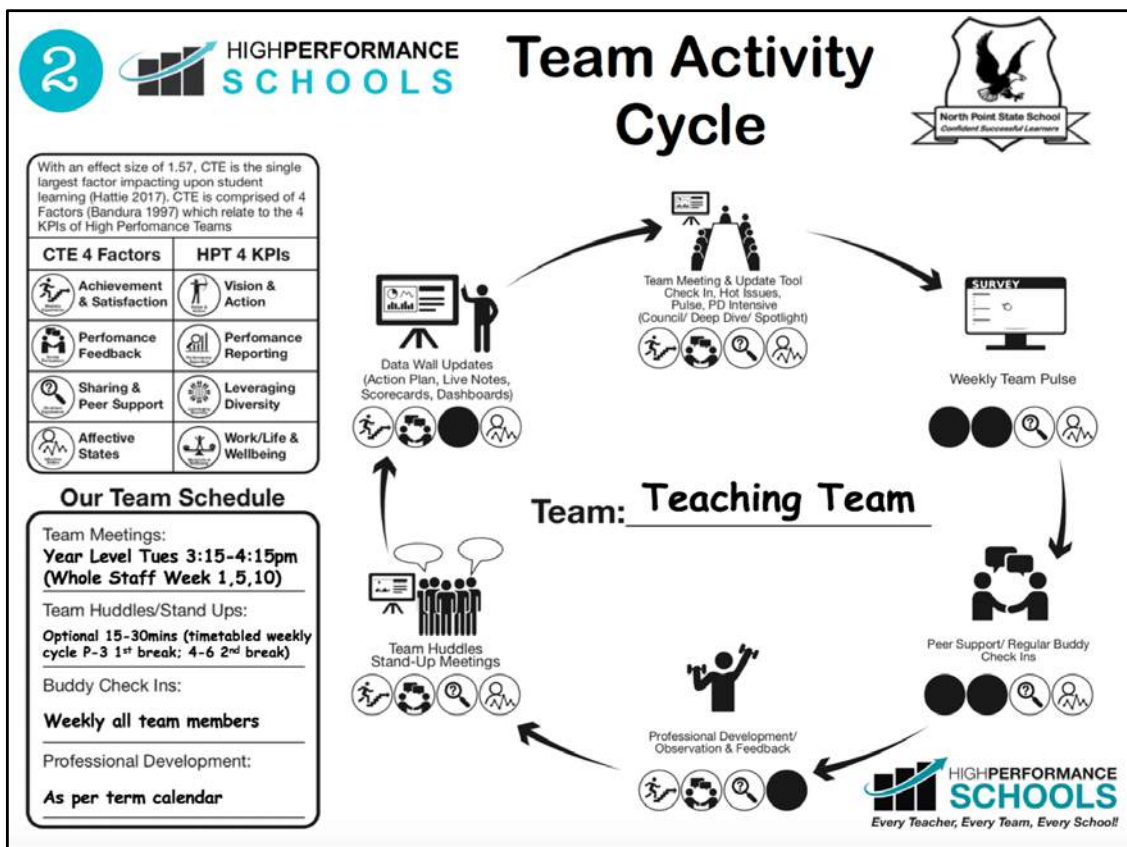 2
HIGHPERFORMANCE
SCHOOLS
Team Activity
Cycle
North Point State School
Confident Successful Learners
With an effect size of 1.57, CTE is the single
largest factor impacting upon student
learning (Hattie 2017). CTE is comprised of 4
Factors (Bandura 1997) which relate to the 4
KPIs of High Perfomance Teams
CTE 4 Factors
HPT 4 KPIs
Achievement
& Satisfaction
Vision &
Action
Perfomance
Feedback
Perfomance
Reporting
Sharing &
Peer Support
Leveraging
Diversity
Affective
States
Work/Life &
Wellbeing
Our Team Schedule
Team Meetings:
Year Level Tues 3:15-4:15pm
(Whole Staff Week 1,5,10)
Team Huddles/Stand Ups:
Optional 15-30mins (timetabled weekly
cycle P-3 1st break; 4-6 2nd break)
Buddy Check Ins:
Weekly all team members
Professional Development:
As per term calendar
Team Meeting & Update Tool
Check In, Hot Issues,
Pulse, PD Intensive
(Council/ Deep Dive/ Spotlight)
SURVEY
Weekly Team Pulse
Data Wall Updates
(Action Plan, Live Notes,
Scorecards, Dashboards)
Team: Teaching Team
Peer Support/ Regular Buddy
Check Ins
Team Huddles
Stand-Up Meetings
Professional Development/
Observation & Feedback
HIGHPERFORMANCE
SCHOOLS
Every Teacher, Every Team, Every School!